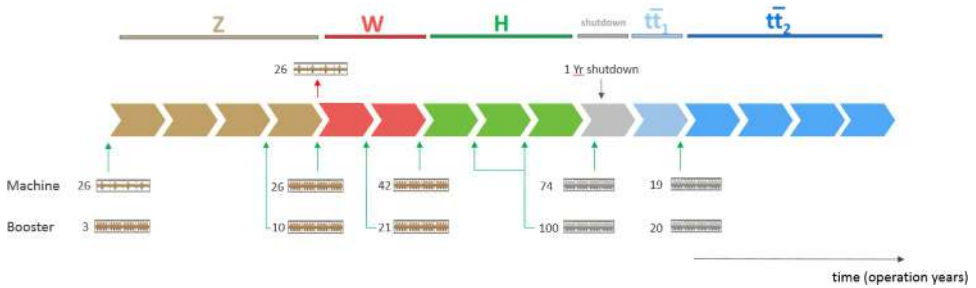 Z W H shutdown tt̄1 tt̄2
26 1 Yr shutdown
Machine 26 26 42 74 19
Booster 3 10 21 100 20
time (operation years)